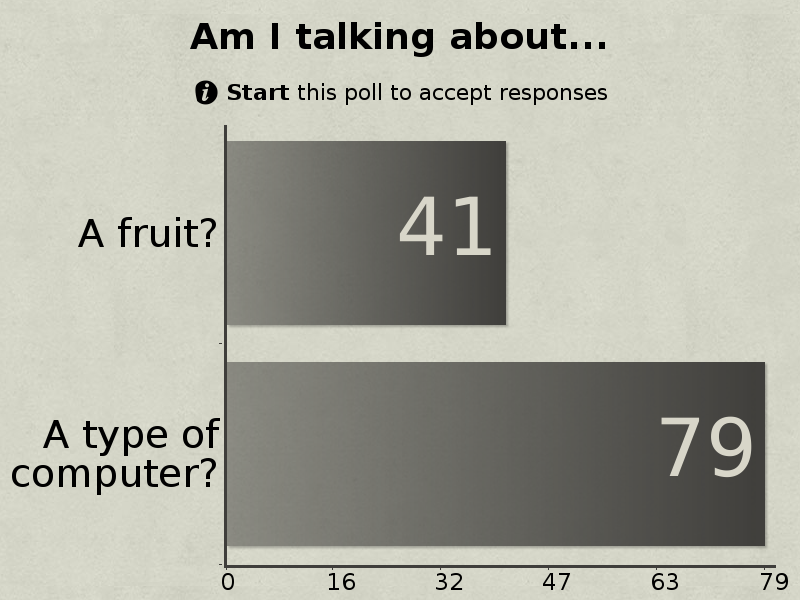 Am I talking about...
i Start this poll to accept responses
A fruit?
41
A type of
computer?
79
0 16 32 47 63 79